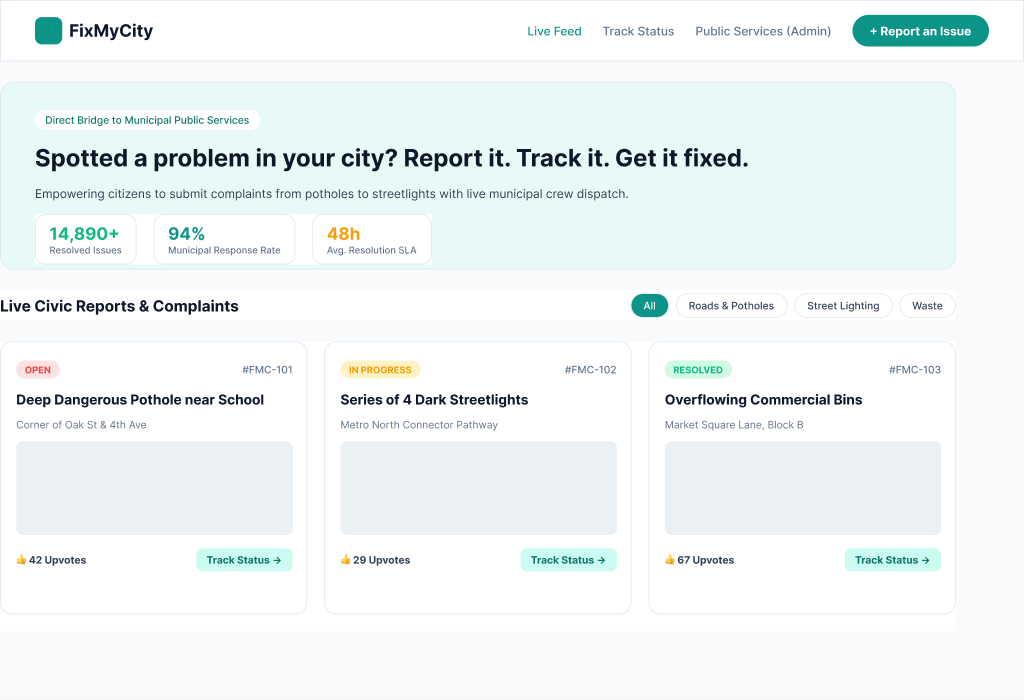 FixMyCity
Live Feed
Track Status
Public Services (Admin)
+ Report an Issue
Direct Bridge to Municipal Public Services
Spotted a problem in your city? Report it. Track it. Get it fixed.
Empowering citizens to submit complaints from potholes to streetlights with live municipal crew dispatch.
14,890+
Resolved Issues
94%
Municipal Response Rate
48h
Avg. Resolution SLA
Live Civic Reports & Complaints
All
Roads & Potholes
Street Lighting
Waste
OPEN
#FMC-101
Deep Dangerous Pothole near School
Corner of Oak St & 4th Ave
👍 42 Upvotes
Track Status →
IN PROGRESS
#FMC-102
Series of 4 Dark Streetlights
Metro North Connector Pathway
👍 29 Upvotes
Track Status →
RESOLVED
#FMC-103
Overflowing Commercial Bins
Market Square Lane, Block B
👍 67 Upvotes
Track Status →